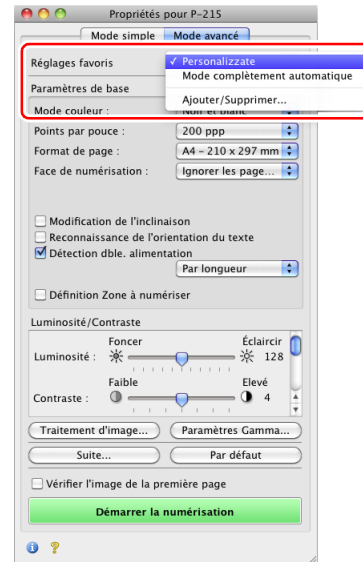 Propriétés pour P-215
Mode simple Mode avancé
Réglages favoris
✓ Personalizzate
Mode complètement automatique
Ajouter/Supprimer...
Paramètres de base
Mode couleur : Noir et blanc
Points par pouce : 200 ppp
Format de page : A4 - 210 x 297 mm
Face de numérisation : Ignorer les page...
Modification de l'inclinaison
Reconnaissance de l'orientation du texte
Détection dble. alimentation
Par longueur
Définition Zone à numériser
Luminosité/Contraste
Foncer Éclaircir
Luminosité : 128
Faible Elevé
Contraste : 4
Traitement d'image... Paramètres Gamma...
Suite... Par défaut
Vérifier l'image de la première page
Démarrer la numérisation